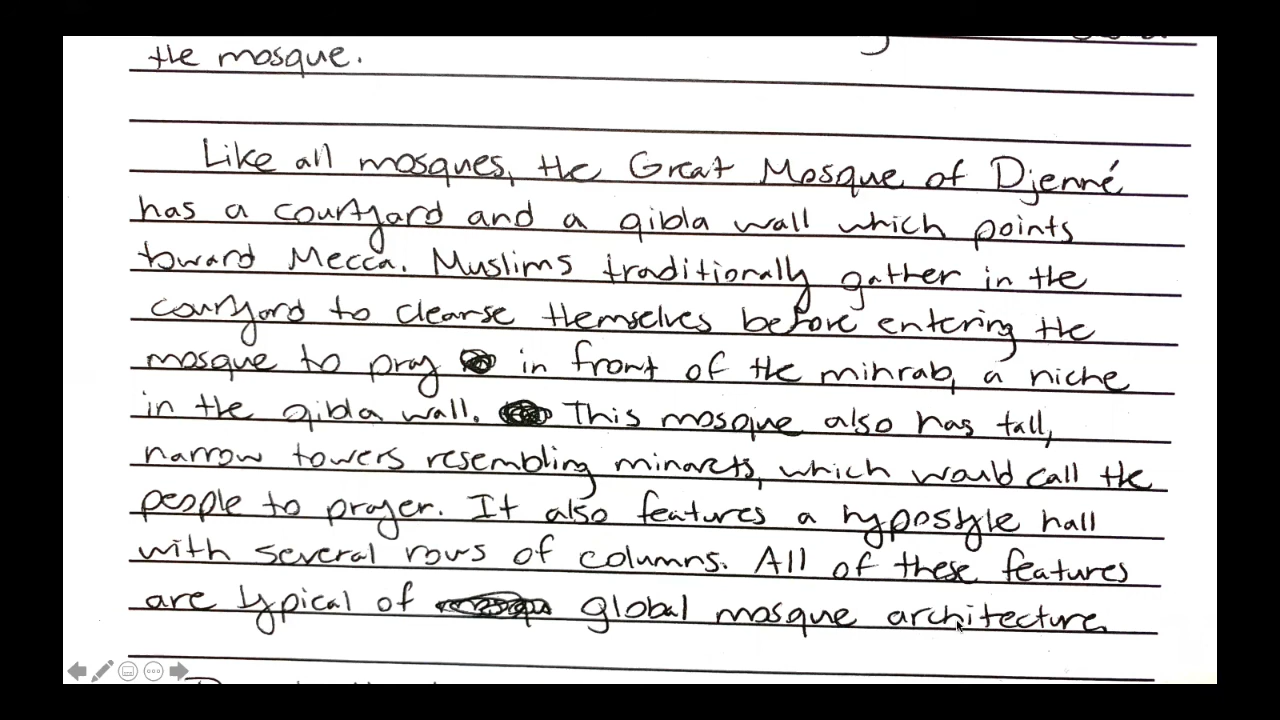 the mosque.
Like all mosques, the Great Mosque of Djenné
has a courtyard and a qibla wall which points
toward Mecca. Muslims traditionally gather in the
courtyard to cleanse themselves before entering the
mosque to pray in front of the mihrab, a niche
in the qibla wall. This mosque also has tall,
narrow towers resembling minarets, which would call the
people to prayer. It also features a hypostyle hall
with several rows of columns. All of these features
are typical of global mosque architecture.